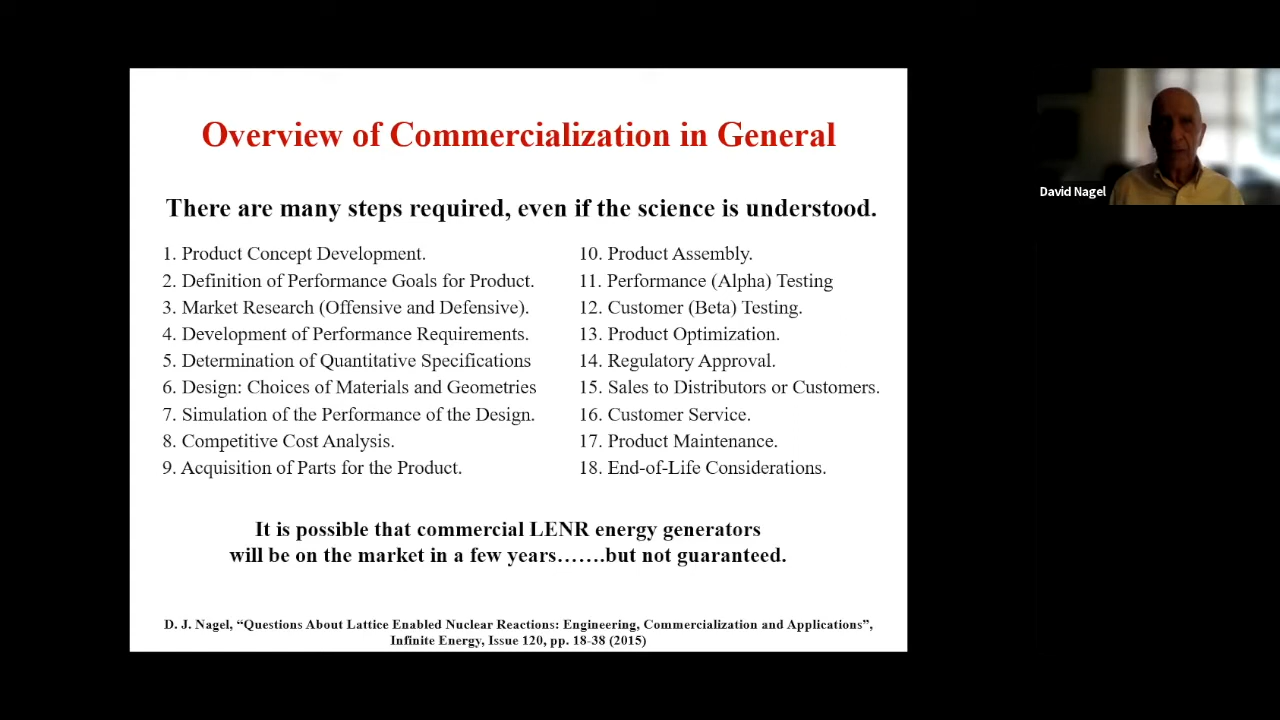 Overview of Commercialization in General
There are many steps required, even if the science is understood.
1. Product Concept Development.
2. Definition of Performance Goals for Product.
3. Market Research (Offensive and Defensive).
4. Development of Performance Requirements.
5. Determination of Quantitative Specifications
6. Design: Choices of Materials and Geometries
7. Simulation of the Performance of the Design.
8. Competitive Cost Analysis.
9. Acquisition of Parts for the Product.
10. Product Assembly.
11. Performance (Alpha) Testing
12. Customer (Beta) Testing.
13. Product Optimization.
14. Regulatory Approval.
15. Sales to Distributors or Customers.
16. Customer Service.
17. Product Maintenance.
18. End-of-Life Considerations.
It is possible that commercial LENR energy generators
will be on the market in a few years…….but not guaranteed.
D. J. Nagel, “Questions About Lattice Enabled Nuclear Reactions: Engineering, Commercialization and Applications”,
Infinite Energy, Issue 120, pp. 18-38 (2015)
David Nagel